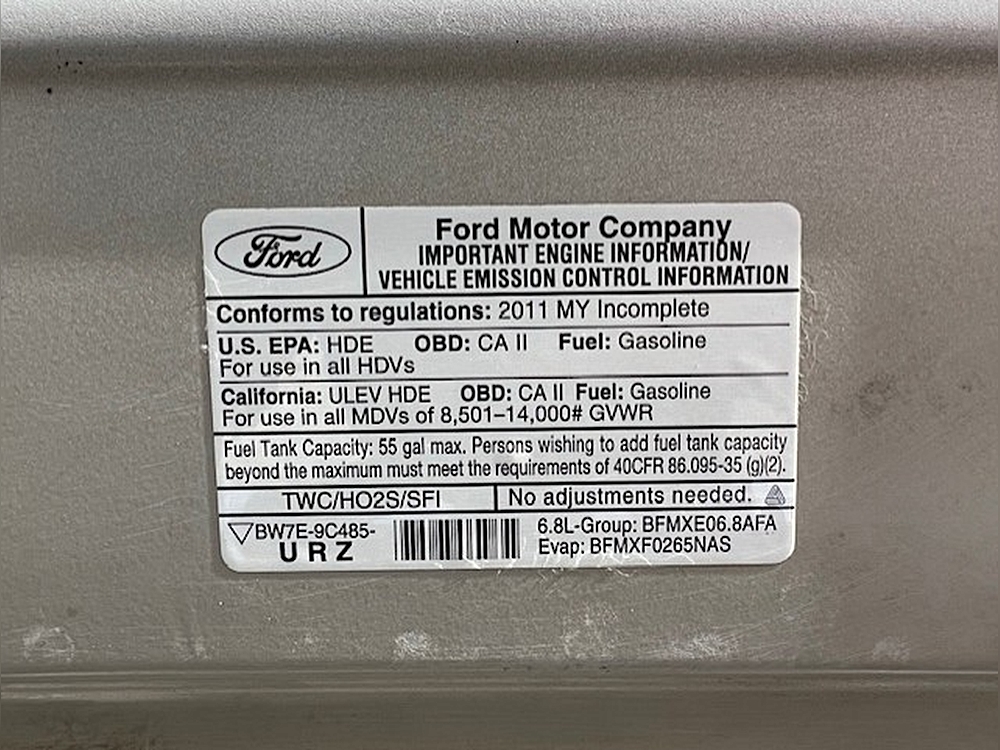 Ford
Ford Motor Company
IMPORTANT ENGINE INFORMATION/
VEHICLE EMISSION CONTROL INFORMATION
Conforms to regulations: 2011 MY Incomplete
U.S. EPA: HDE OBD: CA II Fuel: Gasoline
For use in all HDVs
California: ULEV HDE OBD: CA II Fuel: Gasoline
For use in all MDVs of 8,501–14,000# GVWR
Fuel Tank Capacity: 55 gal max. Persons wishing to add fuel tank capacity
beyond the maximum must meet the requirements of 40CFR 86.095-35 (g)(2).
TWC/HO2S/SFI
No adjustments needed.
BW7E-9C485-
URZ
6.8L-Group: BFMXE06.8AFA
Evap: BFMXF0265NAS